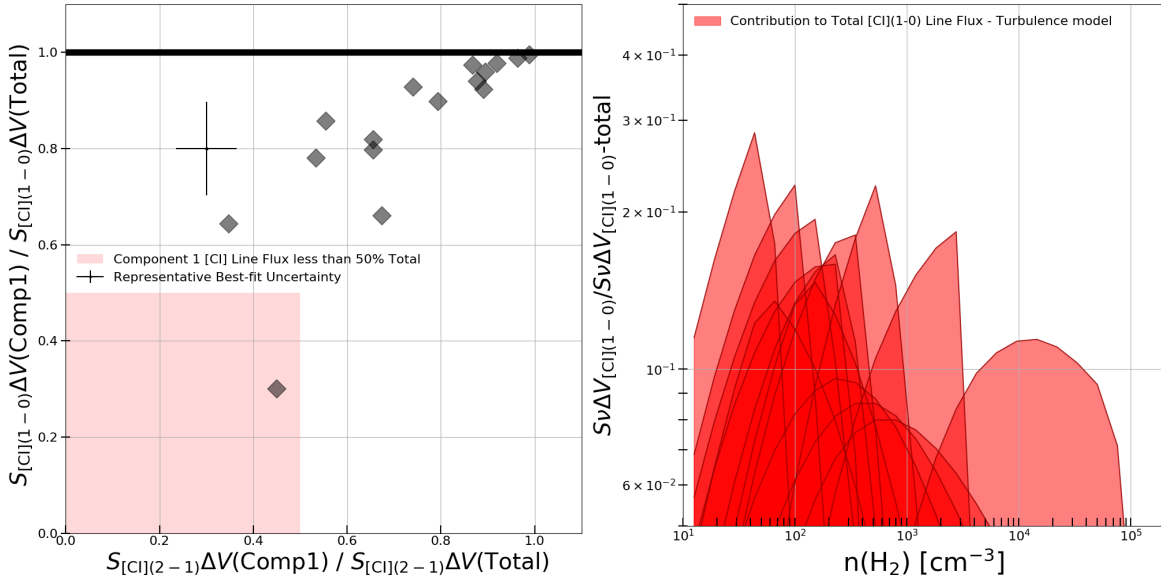 S[CI](1−0)ΔV(Comp1) / S[CI](1−0)ΔV(Total)
1.0
0.8
0.6
0.4
0.2
0.0
Component 1 [CI] Line Flux less than 50% Total
Representative Best-fit Uncertainty
0.0 0.2 0.4 0.6 0.8 1.0
S[CI](2−1)ΔV(Comp1) / S[CI](2−1)ΔV(Total)
Contribution to Total [CI](1-0) Line Flux - Turbulence model
SνΔV[CI](1−0)/SνΔV[CI](1−0)-total
4 × 10⁻¹
3 × 10⁻¹
2 × 10⁻¹
10⁻¹
6 × 10⁻²
10¹ 10² 10³ 10⁴ 10⁵
n(H₂) [cm⁻³]